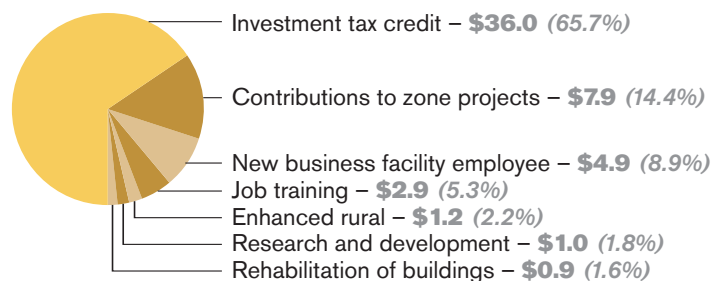 Investment tax credit – $36.0 (65.7%)
Contributions to zone projects – $7.9 (14.4%)
New business facility employee – $4.9 (8.9%)
Job training – $2.9 (5.3%)
Enhanced rural – $1.2 (2.2%)
Research and development – $1.0 (1.8%)
Rehabilitation of buildings – $0.9 (1.6%)